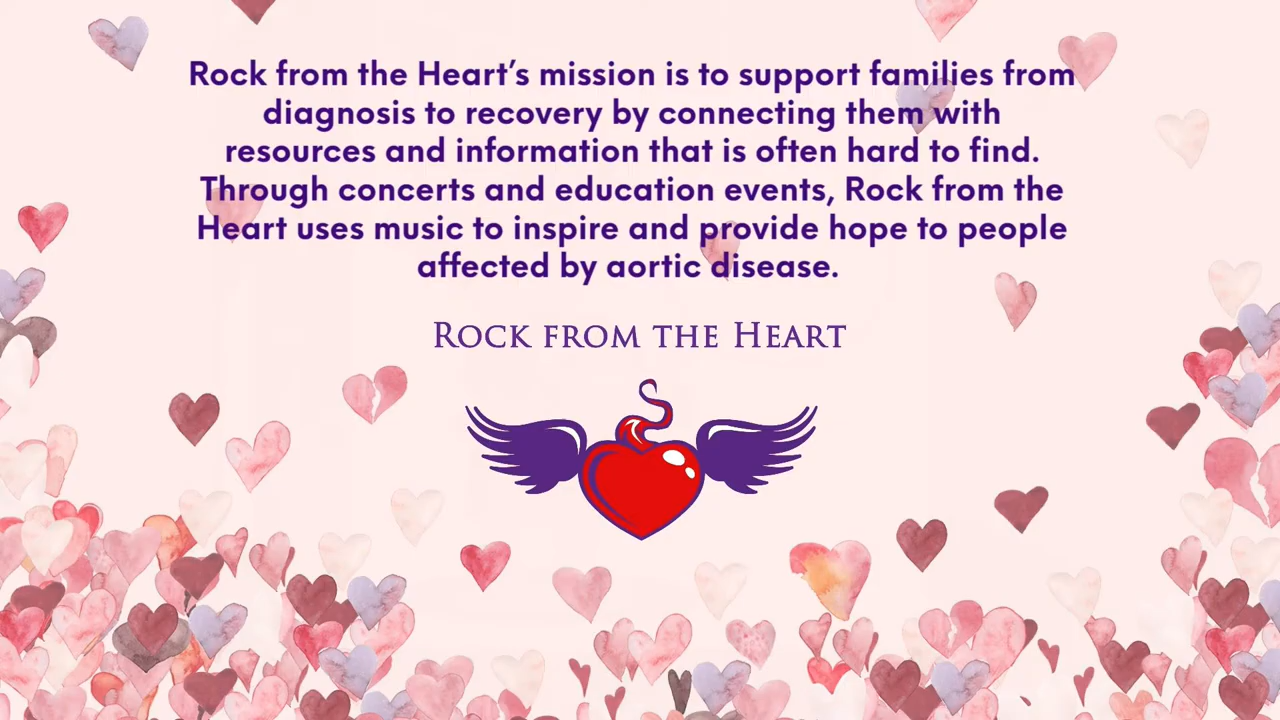 Rock from the Heart’s mission is to support families from
diagnosis to recovery by connecting them with
resources and information that is often hard to find.
Through concerts and education events, Rock from the
Heart uses music to inspire and provide hope to people
affected by aortic disease.
Rock from the Heart